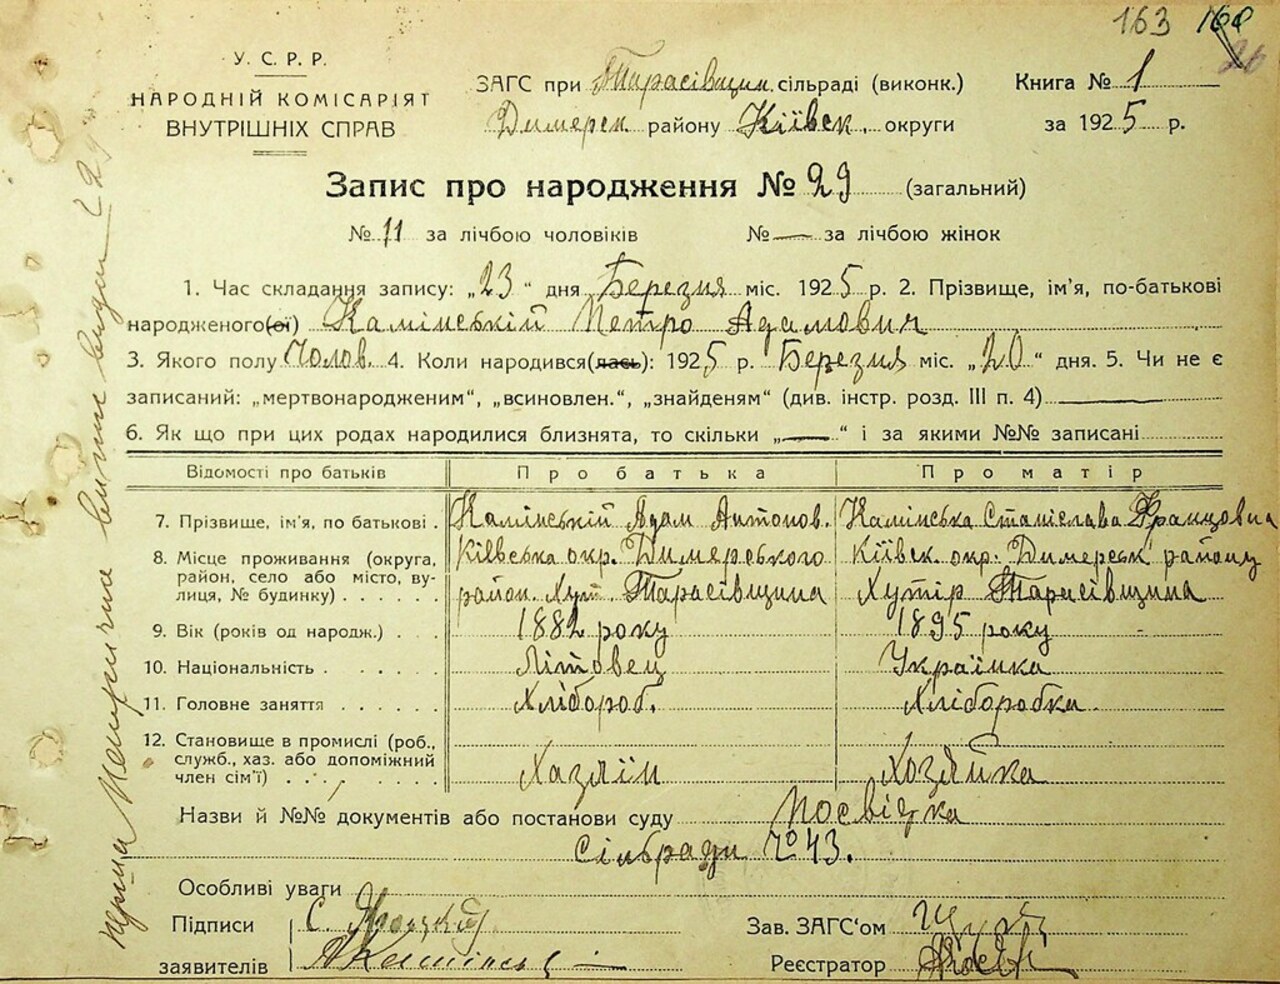 163 160
26
У. С. Р. Р.
НАРОДНІЙ КОМІСАРІЯТ
ВНУТРІШНІХ СПРАВ
ЗАГС при Тарасівщин. сільраді (виконк.)
Димерск. району Київск. округи
Книга № 1
за 1925 р.
Запис про народження № 29 (загальний)
№ 11 за лічбою чоловіків № — за лічбою жінок
1. Час складання запису: „23“ дня Березня міс. 1925 р. 2. Прізвище, ім'я, по-батькові
народженого(ої) Камінській Петро Адамович
3. Якого полу Чолов. 4. Коли народився(лась): 1925 р. Березня міс. „20“ дня. 5. Чи не є
записаний: „мертвонародженим“, „всиновлен.“, „знайденям“ (див. інстр. розд. III п. 4) —
6. Як що при цих родах народилися близнята, то скільки „—“ і за якими №№ записані
Відомості про батьків Про батька Про матір
7. Прізвище, ім'я, по батькові . Камінській Адам Антонов. Камінська Станіслава Францовна
8. Місце проживання (округа, район, село або місто, вулиця, № будинку) . . . . . . Київська окр. Димерського район. Хут. Тарасівщина Київск. окр. Димерськ району Хутір Тарасівщина
9. Вік (років од народж.) . . . 1882 року 1895 року
10. Національність . . . . . . Літовец Українка
11. Головне заняття . . . . . . Хлібороб. Хлiборобка.
12. Становище в промислі (роб., служб., хаз. або допоміжний член сім'ї) . . . . . . Хазяїн Хозяйка
Назви й №№ документів або постанови суду Посвідка
Сільради № 43.
Особливі уваги
Підписи
заявителів
Зав. ЗАГС'ом
Реєстратор
перша